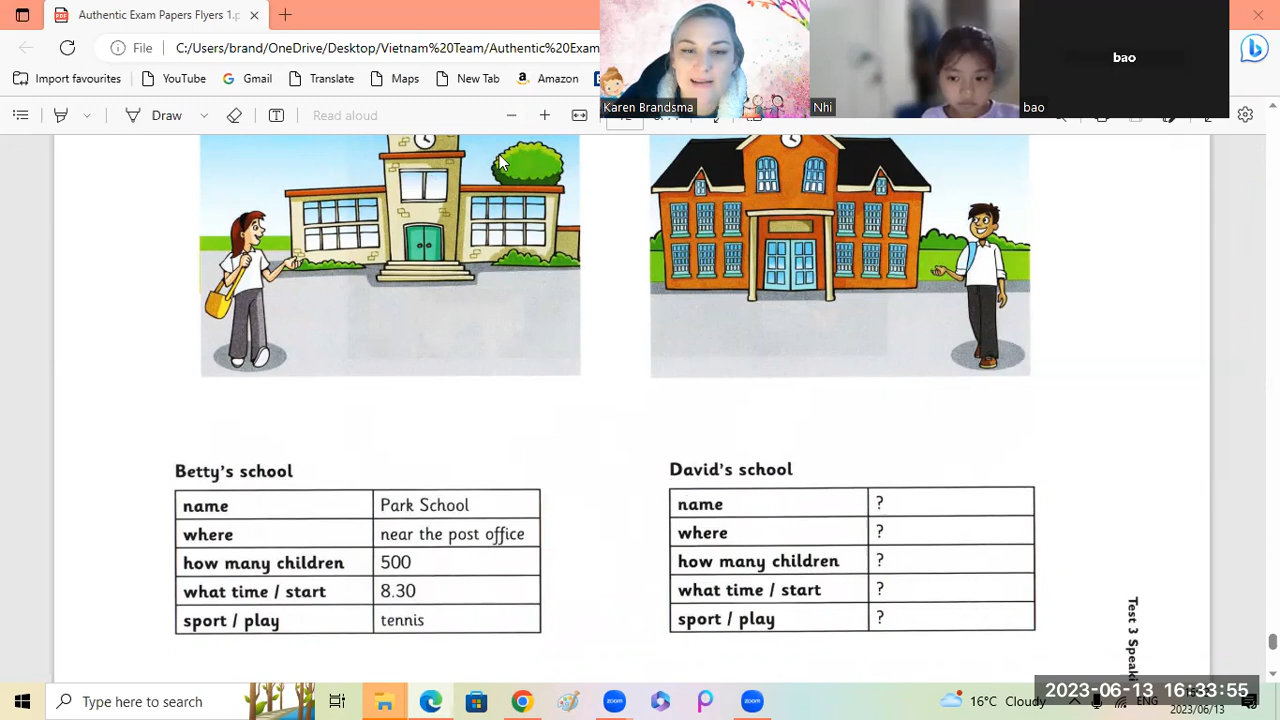 Authentic Exam Papers Flyers 1.p
File
C:/Users/brand/OneDrive/Desktop/Vietnam%20Team/Authentic%20Exam
Import favourites
YouTube
Gmail
Translate
Maps
New Tab
Amazon
Draw
Read aloud
Karen Brandsma
Nhi
bao
bao
Betty's school
name Park School
where near the post office
how many children 500
what time / start 8.30
sport / play tennis
David's school
name ?
where ?
how many children ?
what time / start ?
sport / play ?
Test 3 Speaki
Type here to search
zoom
zoom
16°C Cloudy
ENG
2023-06-13 16:33:55
2023/06/13